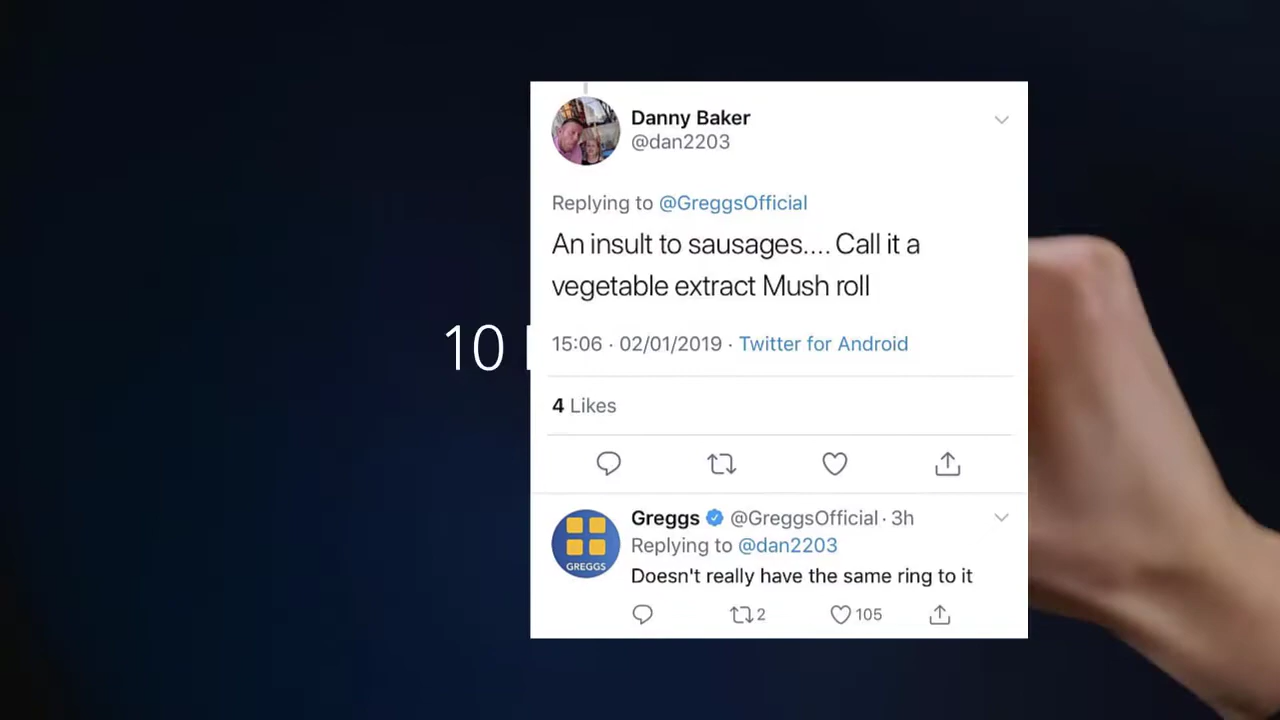 Danny Baker
@dan2203
Replying to @GreggsOfficial
An insult to sausages.... Call it a
vegetable extract Mush roll
10
15:06 · 02/01/2019 · Twitter for Android
4 Likes
Greggs @GreggsOfficial · 3h
Replying to @dan2203
GREGGS
Doesn't really have the same ring to it
2
105